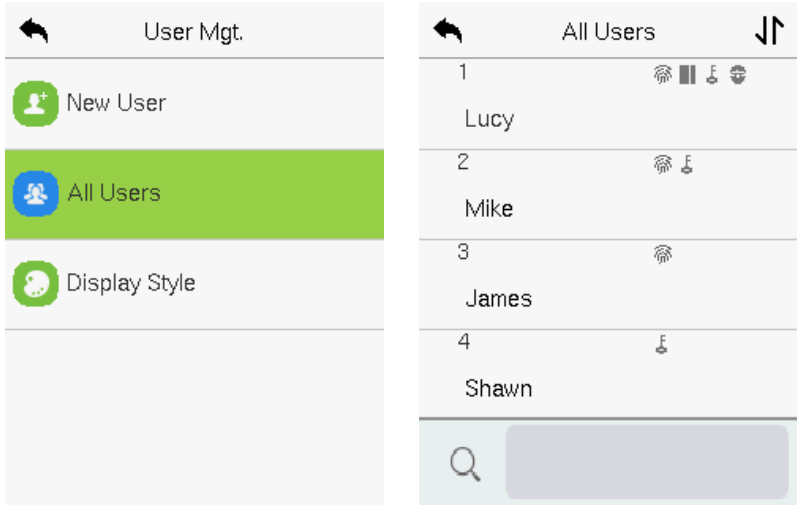 User Mgt.
New User
All Users
Display Style
All Users
1
Lucy
2
Mike
3
James
4
Shawn